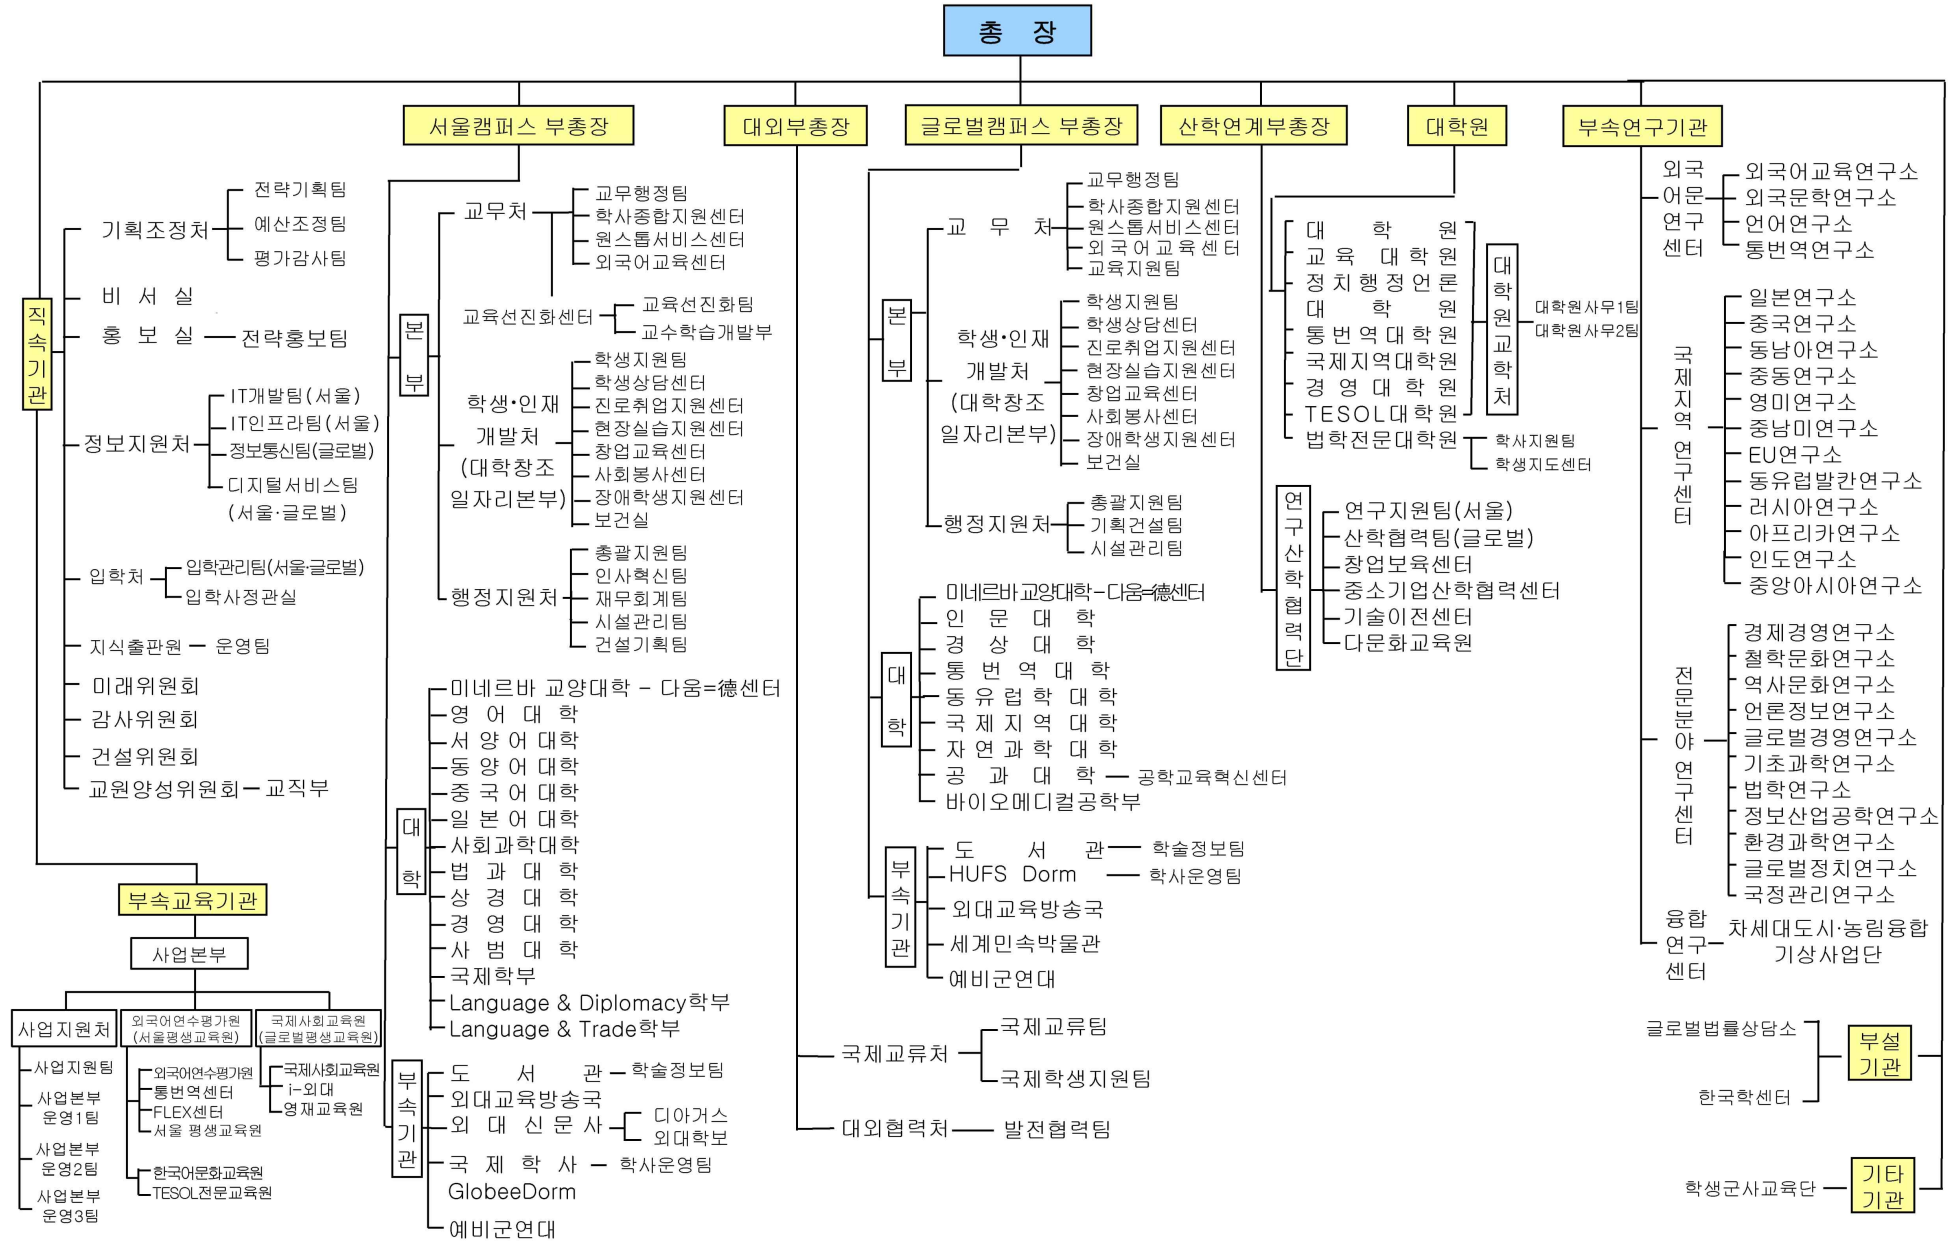 총 장
서울캠퍼스 부총장
대외부총장
글로벌캠퍼스 부총장
산학연계부총장
대학원
부속연구기관
직속기관
기획조정처
전략기획팀
예산조정팀
평가감사팀
비 서 실
홍 보 실
전략홍보팀
정보지원처
IT개발팀(서울)
IT인프라팀(서울)
정보통신팀(글로벌)
디지털서비스팀
(서울·글로벌)
입학처
입학관리팀(서울·글로벌)
입학사정관실
지식출판원
운영팀
미래위원회
감사위원회
건설위원회
교원양성위원회
교직부
부속교육기관
사업본부
사업지원처
사업지원팀
사업본부
운영1팀
사업본부
운영2팀
사업본부
운영3팀
외국어연수평가원
(서울평생교육원)
외국어연수평가원
통번역센터
FLEX센터
서울 평생교육원
한국어문화교육원
TESOL전문교육원
국제사회교육원
(글로벌평생교육원)
국제사회교육원
i-외대
영재교육원
본부
교무처
교무행정팀
학사종합지원센터
원스톱서비스센터
외국어교육센터
교육선진화센터
교육선진화팀
교수학습개발부
학생·인재
개발처
(대학창조
일자리본부)
학생지원팀
학생상담센터
진로취업지원센터
현장실습지원센터
창업교육센터
사회봉사센터
장애학생지원센터
보건실
행정지원처
총괄지원팀
인사혁신팀
재무회계팀
시설관리팀
건설기획팀
대학
미네르바 교양대학 - 다움=德센터
영 어 대 학
서 양 어 대 학
동 양 어 대 학
중 국 어 대 학
일 본 어 대 학
사회과학대학
법 과 대 학
상 경 대 학
경 영 대 학
사 범 대 학
국제학부
Language & Diplomacy학부
Language & Trade학부
부속기관
도 서 관
학술정보팀
외대교육방송국
외 대 신 문 사
디아거스
외대학보
국 제 학 사
학사운영팀
GlobeeDorm
예비군연대
국제교류처
국제교류팀
국제학생지원팀
대외협력처
발전협력팀
본부
교 무 처
교무행정팀
학사종합지원센터
원스톱서비스센터
외국어교육센터
교육지원팀
학생·인재
개발처
(대학창조
일자리본부)
학생지원팀
학생상담센터
진로취업지원센터
현장실습지원센터
창업교육센터
사회봉사센터
장애학생지원센터
보건실
행정지원처
총괄지원팀
기획건설팀
시설관리팀
대학
미네르바 교양대학-다움=德센터
인 문 대 학
경 상 대 학
통 번 역 대 학
동 유 럽 학 대 학
국 제 지 역 대 학
자 연 과 학 대 학
공 과 대 학
공학교육혁신센터
바이오메디컬공학부
부속기관
도 서 관
학술정보팀
HUFS Dorm
학사운영팀
외대교육방송국
세계민속박물관
예비군연대
대 학 원
교육 대학원
정치행정언론
대 학 원
통번역대학원
국제지역대학원
경영대학원
TESOL대학원
법학전문대학원
대학원교학처
대학원사무1팀
대학원사무2팀
학사지원팀
학생지도센터
연구산학협력단
연구지원팀(서울)
산학협력팀(글로벌)
창업보육센터
중소기업산학협력센터
기술이전센터
다문화교육원
외국
어문
연구
센터
외국어교육연구소
외국문학연구소
언어연구소
통번역연구소
국제지역 연구센터
일본연구소
중국연구소
동남아연구소
중동연구소
영미연구소
중남미연구소
EU연구소
동유럽발칸연구소
러시아연구소
아프리카연구소
인도연구소
중앙아시아연구소
전문분야 연구센터
경제경영연구소
철학문화연구소
역사문화연구소
언론정보연구소
글로벌경영연구소
기초과학연구소
법학연구소
정보산업공학연구소
환경과학연구소
글로벌정치연구소
국정관리연구소
융합
연구
센터
차세대도시·농림융합
기상사업단
글로벌법률상담소
한국학센터
부설
기관
학생군사교육단
기타
기관